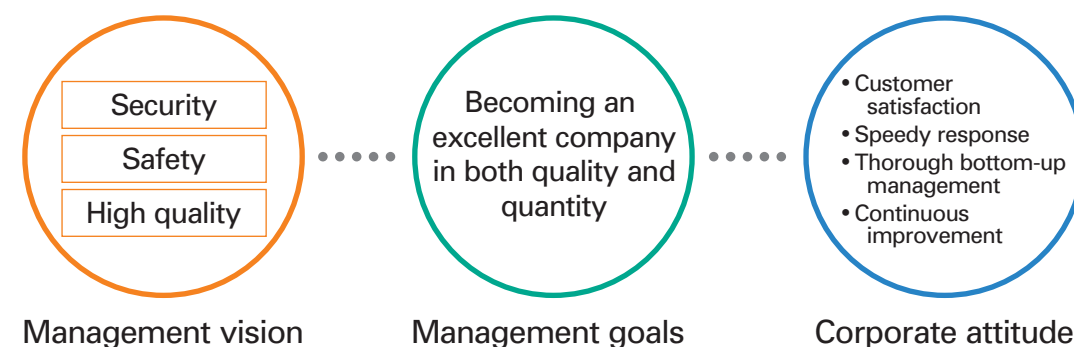 Security
Safety
High quality
Becoming an
excellent company
in both quality and
quantity
• Customer
satisfaction
• Speedy response
• Thorough bottom-up
management
• Continuous
improvement
Management vision
Management goals
Corporate attitude